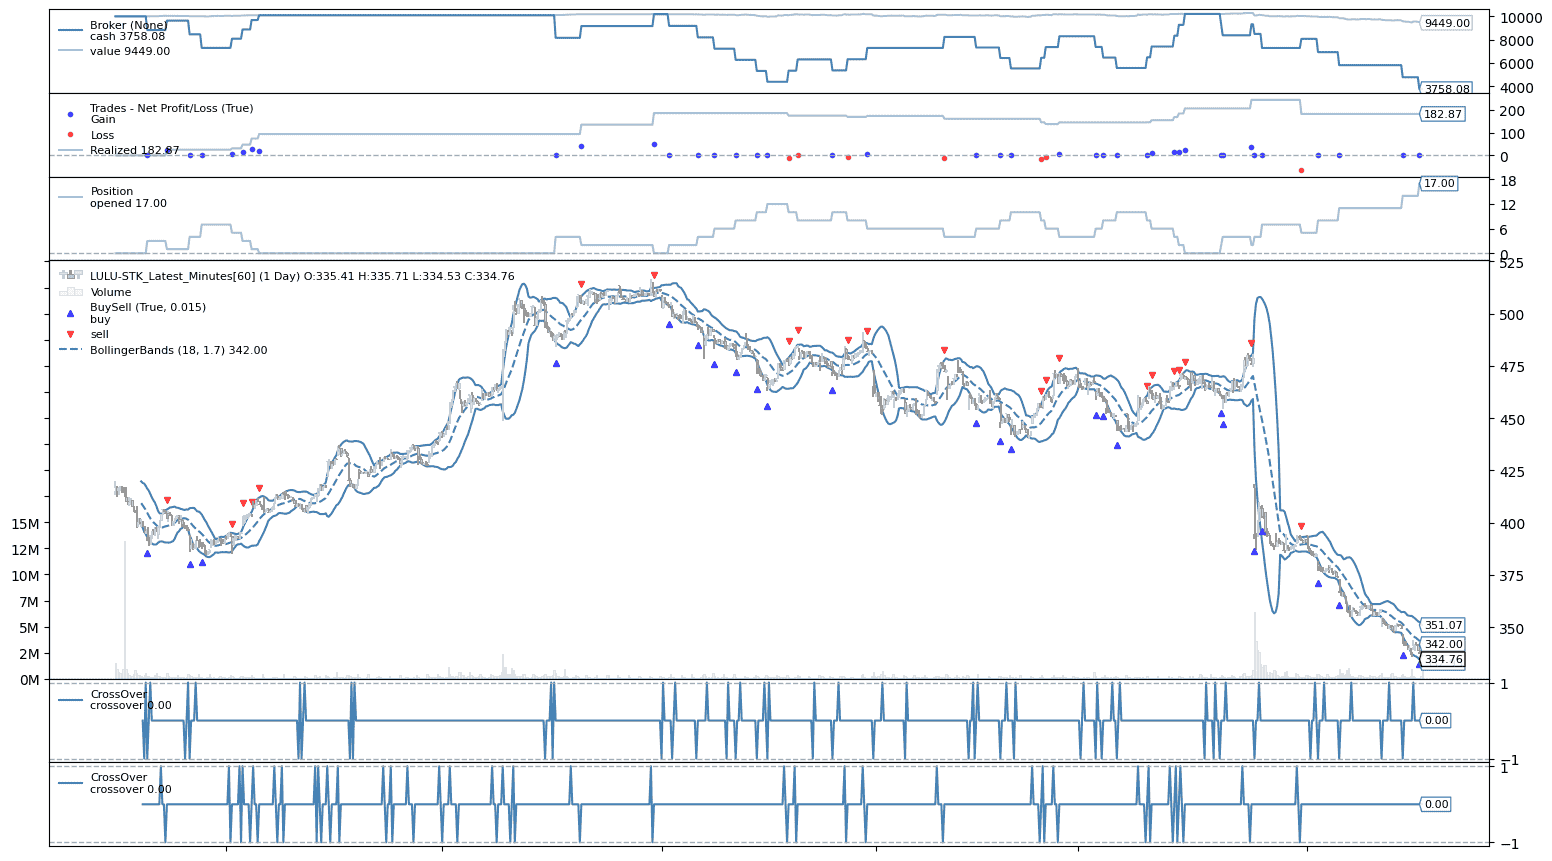 Broker (None)
cash 3758.08
value 9449.00
10000
9449.00
8000
6000
4000
3758.08
Trades - Net Profit/Loss (True)
Gain
Loss
Realized 182.87
200
182.87
100
0
Position
opened 17.00
18
17.00
12
6
0
LULU-STK_Latest_Minutes[60] (1 Day) O:335.41 H:335.71 L:334.53 C:334.76
Volume
BuySell (True, 0.015)
buy
sell
BollingerBands (18, 1.7) 342.00
525
500
475
450
425
400
375
350
15M
12M
10M
7M
5M
2M
0M
351.07
342.00
334.76
CrossOver
crossover 0.00
1
0.00
−1
CrossOver
crossover 0.00
1
0.00
−1